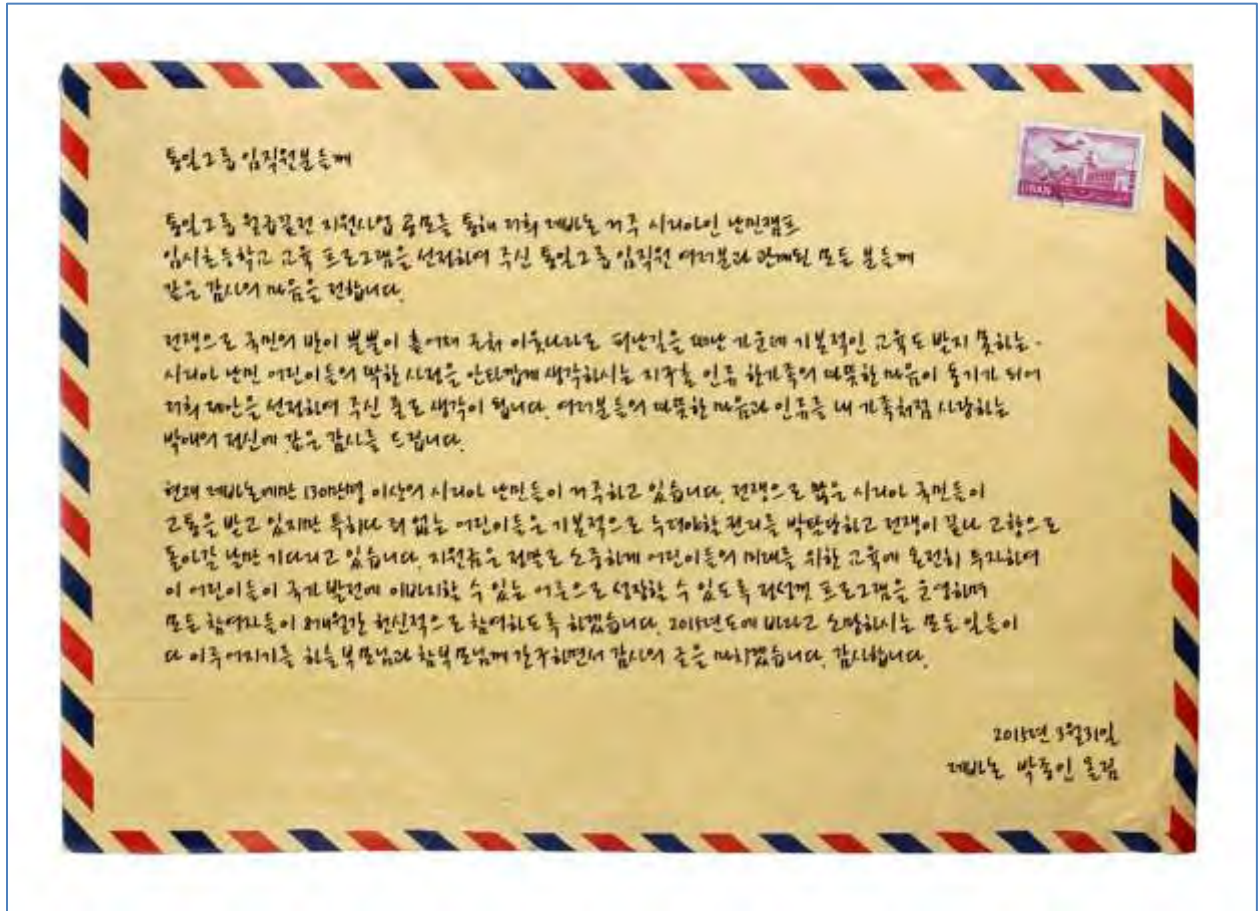 통일그룹 임직원분들께
LIBAN
통일그룹 월급끝전 지원사업 공모를 통해 저희 레바논 거주 시리아인 난민캠프
임시초등학교 교육 프로그램을 선정하여 주신 통일그룹 임직원 여러분과 관계된 모든 분들께
깊은 감사의 마음을 전합니다.
전쟁으로 국민의 반이 뿔뿔이 흩어져 근처 이웃나라로 피난길을 떠난 가운데 기본적인 교육도 받지 못하는
시리아 난민 어린이들의 딱한 사정을 안타깝게 생각하시는 지구촌 인류 한가족의 따뜻한 마음이 동기가 되어
저희 제안을 선정하여 주신 줄로 생각이 됩니다. 여러분들의 따뜻한 마음과 인류를 내 가족처럼 사랑하는
박애의 정신에 깊은 감사를 드립니다.
현재 레바논에만 130만명 이상의 시리아 난민들이 거주하고 있습니다. 전쟁으로 많은 시리아 국민들이
고통을 받고 있지만 특히나 죄 없는 어린이들은 기본적으로 누려야할 권리를 박탈당하고 전쟁이 끝나 고향으로
돌아갈 날만 기다리고 있습니다. 지원금은 정말로 소중하게 어린이들의 미래를 위한 교육에 온전히 투자하여
이 어린이들이 국가 발전에 이바지할 수 있는 어른으로 성장할 수 있도록 정성껏 프로그램을 운영하며
모든 참여자들이 8개월간 헌신적으로 참여하도록 하겠습니다. 2015년도에 바라고 소망하시는 모든 일들이
다 이루어지기를 하늘부모님과 참부모님께 간구하면서 감사의 글을 마치겠습니다. 감사합니다.
2015년 3월31일
레바논 박종인 올림